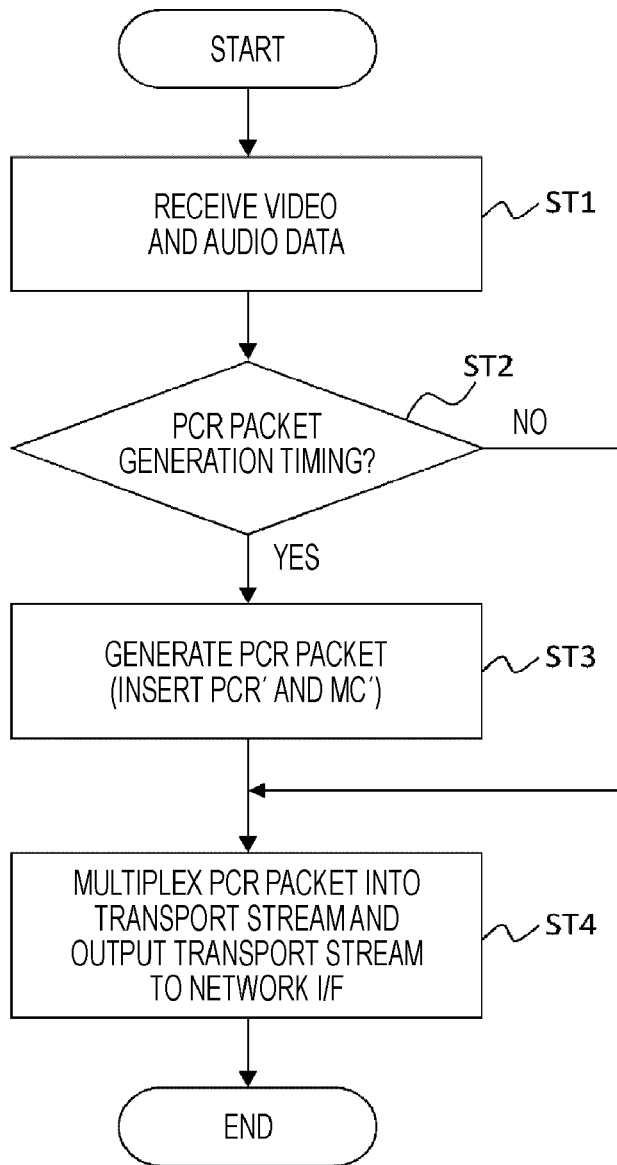 START
RECEIVE VIDEO
AND AUDIO DATA
ST1
ST2
PCR PACKET
GENERATION TIMING?
NO
YES
GENERATE PCR PACKET
(INSERT PCR´ AND MC´)
ST3
MULTIPLEX PCR PACKET INTO
TRANSPORT STREAM AND
OUTPUT TRANSPORT STREAM
TO NETWORK I/F
ST4
END